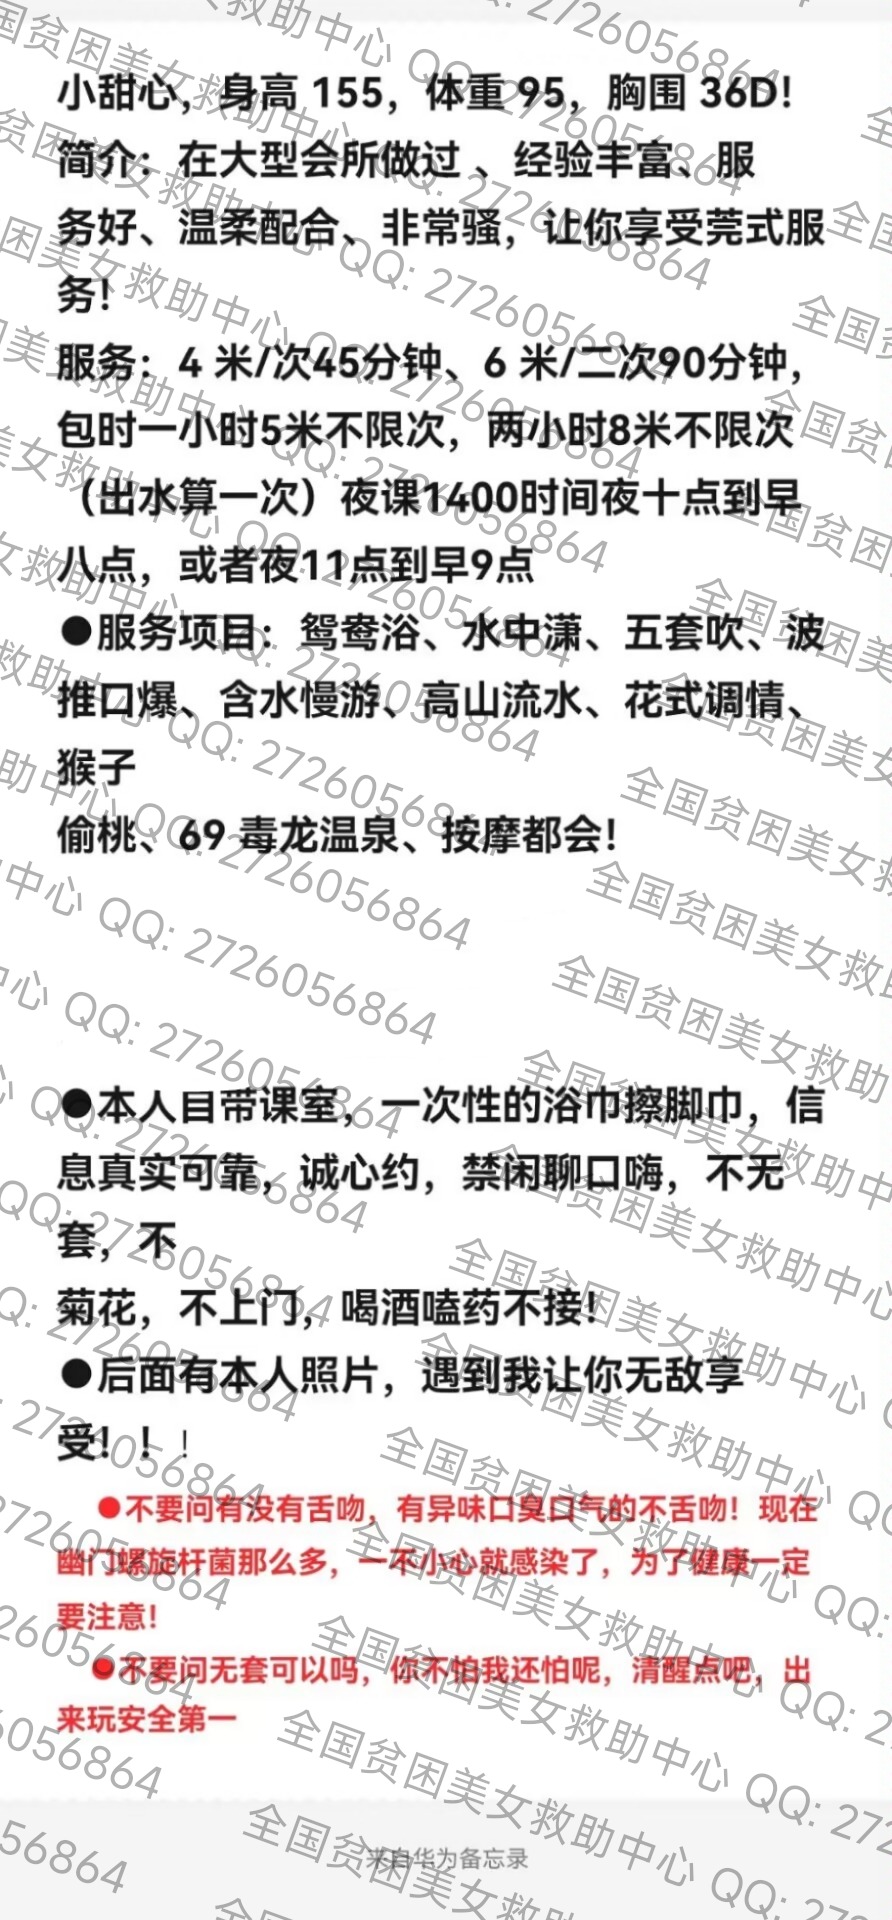 小甜心，身高 155，体重 95，胸围 36D!
简介：在大型会所做过 、经验丰富、服
务好、温柔配合、非常骚，让你享受莞式服
务!
服务：4 米/次45分钟、6 米/二次90分钟，
包时一小时5米不限次，两小时8米不限次
（出水算一次）夜课1400时间夜十点到早
八点，或者夜11点到早9点
●服务项目：鸳鸯浴、水中潇、五套吹、波
推口爆、含水慢游、高山流水、花式调情、
猴子
偷桃、69 毒龙温泉、按摩都会!
●本人自带课室，一次性的浴巾擦脚巾，信
息真实可靠，诚心约，禁闲聊口嗨，不无
套，不
菊花，不上门，喝酒嗑药不接!
●后面有本人照片，遇到我让你无敌享
受！！！
●不要问有没有舌吻，有异味口臭口气的不舌吻！现在
幽门螺旋杆菌那么多，一不小心就感染了，为了健康一定
要注意！
●不要问无套可以吗，你不怕我还怕呢，清醒点吧，出
来玩安全第一
来自华为备忘录
全国贫困美女救助中心 QQ: 2726056864